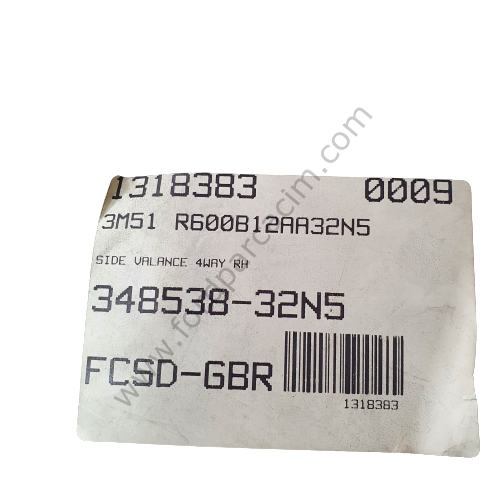 1318383 0009
3M51 R600B12AA32N5
SIDE VALANCE 4WAY RH
348538-32N5
FCSD-GBR
1318383
www.fordparcacim.com